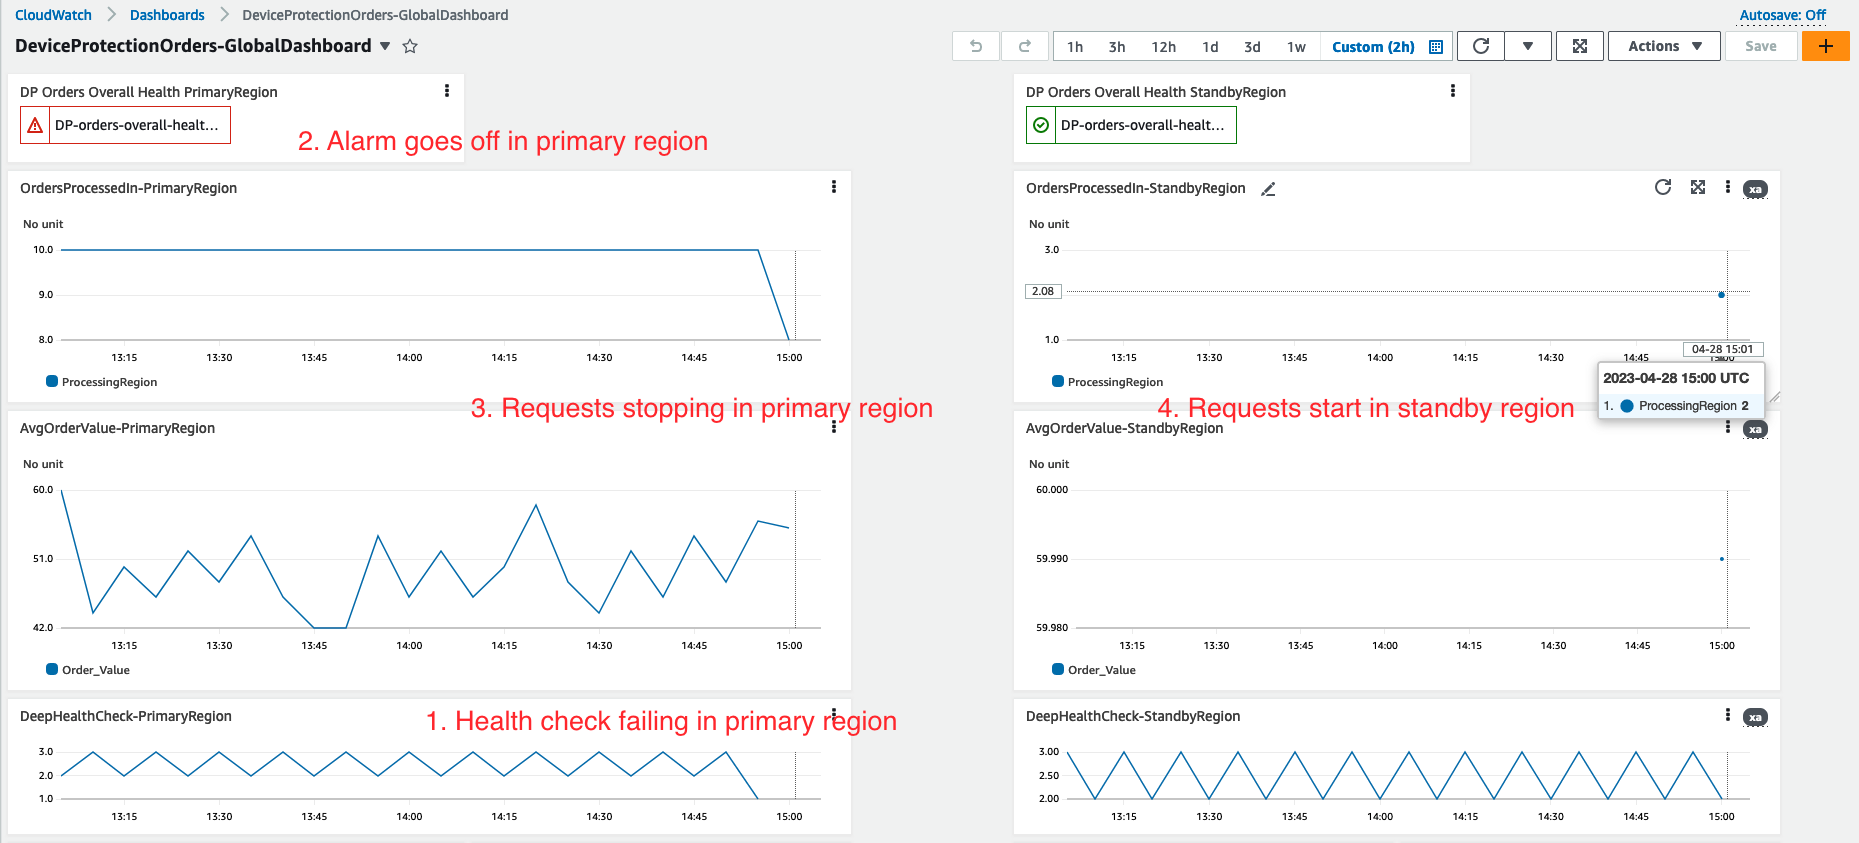 CloudWatch > Dashboards > DeviceProtectionOrders-GlobalDashboard
Autosave: Off
DeviceProtectionOrders-GlobalDashboard
1h 3h 12h 1d 3d 1w Custom (2h) Actions Save +
DP Orders Overall Health PrimaryRegion
DP-orders-overall-healt...
2. Alarm goes off in primary region
DP Orders Overall Health StandbyRegion
DP-orders-overall-healt...
OrdersProcessedIn-PrimaryRegion
No unit
10.0
9.0
8.0
13:15 13:30 13:45 14:00 14:15 14:30 14:45 15:00
ProcessingRegion
OrdersProcessedIn-StandbyRegion
xa
No unit
3.0
2.08
1.0
04-28 15:01
13:15 13:30 13:45 14:00 14:15 14:30 14:45 15:00
ProcessingRegion
2023-04-28 15:00 UTC
1. ProcessingRegion 2
3. Requests stopping in primary region
4. Requests start in standby region
AvgOrderValue-PrimaryRegion
No unit
60.0
51.0
42.0
13:15 13:30 13:45 14:00 14:15 14:30 14:45 15:00
Order_Value
AvgOrderValue-StandbyRegion
xa
No unit
60.000
59.990
59.980
13:15 13:30 13:45 14:00 14:15 14:30 14:45 15:00
Order_Value
DeepHealthCheck-PrimaryRegion
1. Health check failing in primary region
3.0
2.0
1.0
13:15 13:30 13:45 14:00 14:15 14:30 14:45 15:00
DeepHealthCheck-StandbyRegion
xa
3.00
2.50
2.00
13:15 13:30 13:45 14:00 14:15 14:30 14:45 15:00